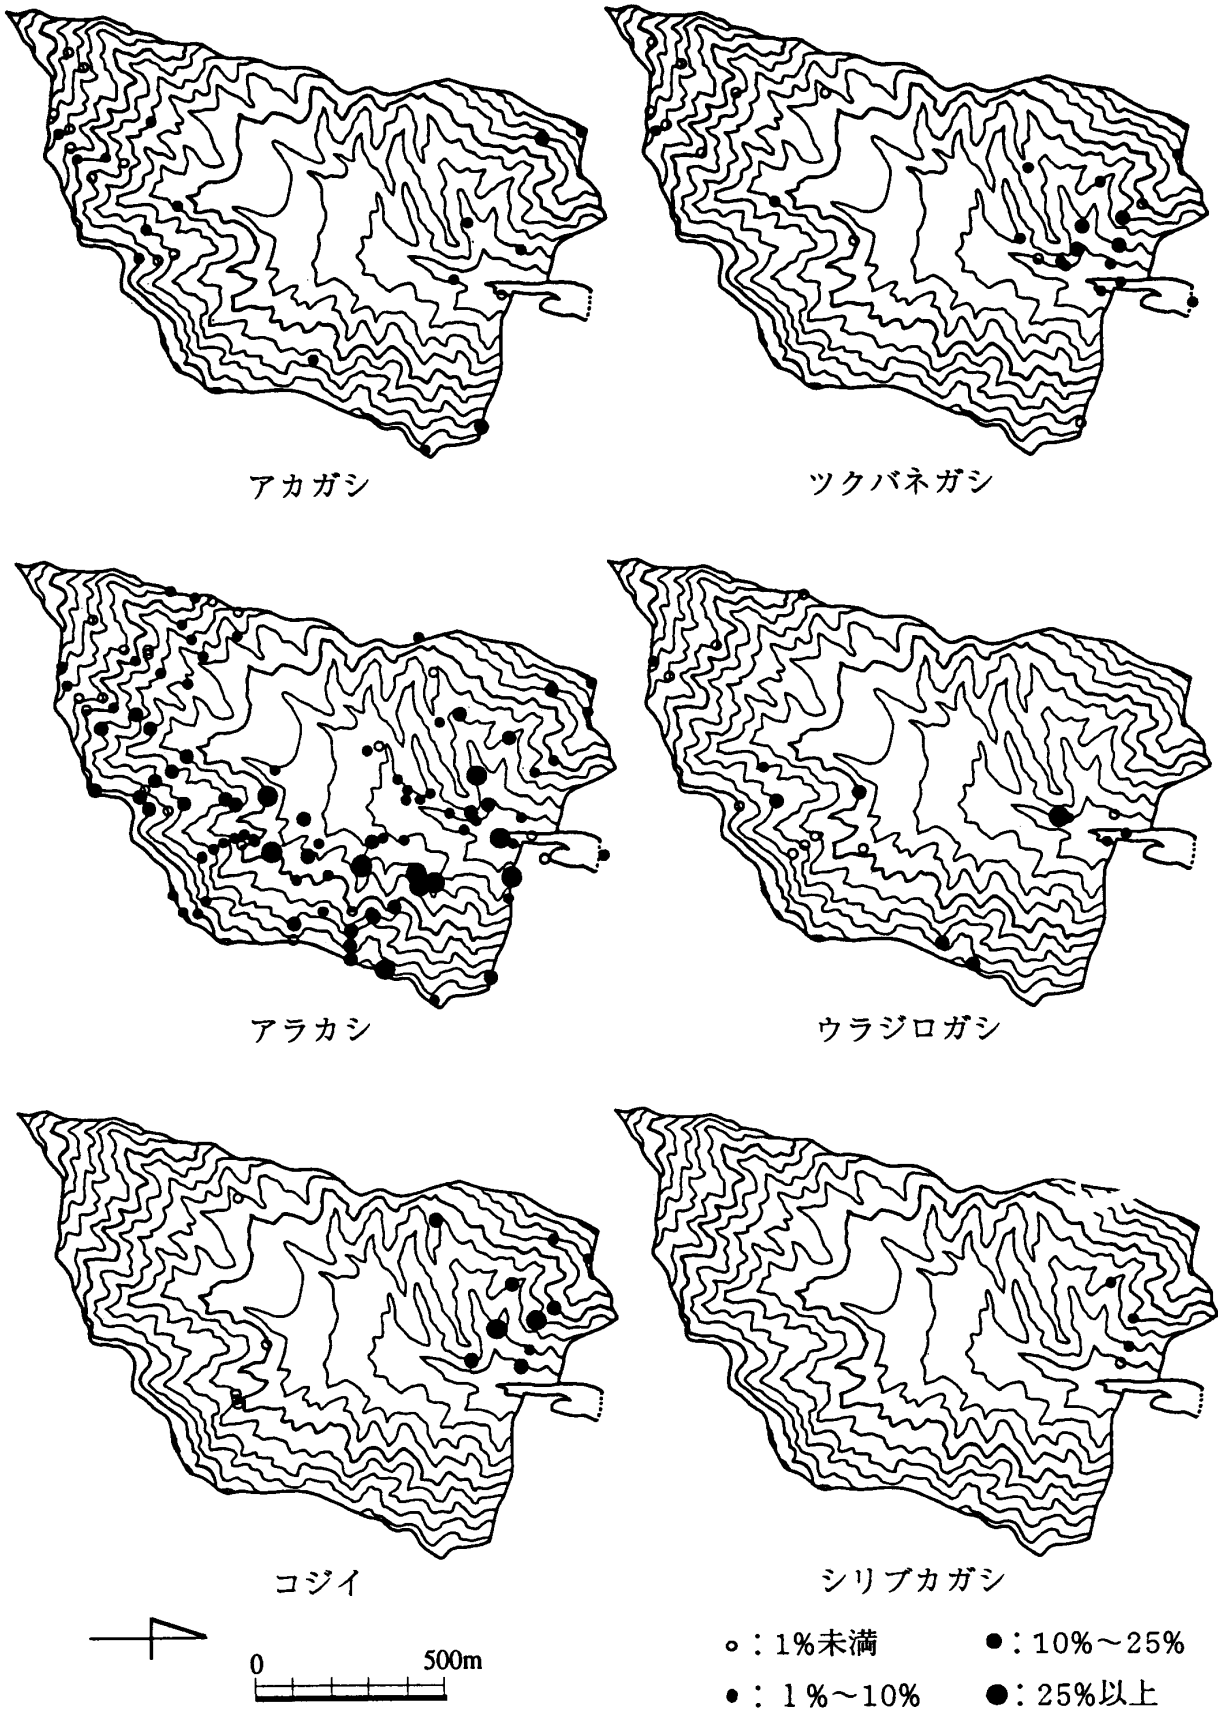 アカガシ
ツクバネガシ
アラカシ
ウラジロガシ
コジイ
シリブカガシ
0 500m
○：1%未満
●：10%～25%
●：1%～10%
●：25%以上